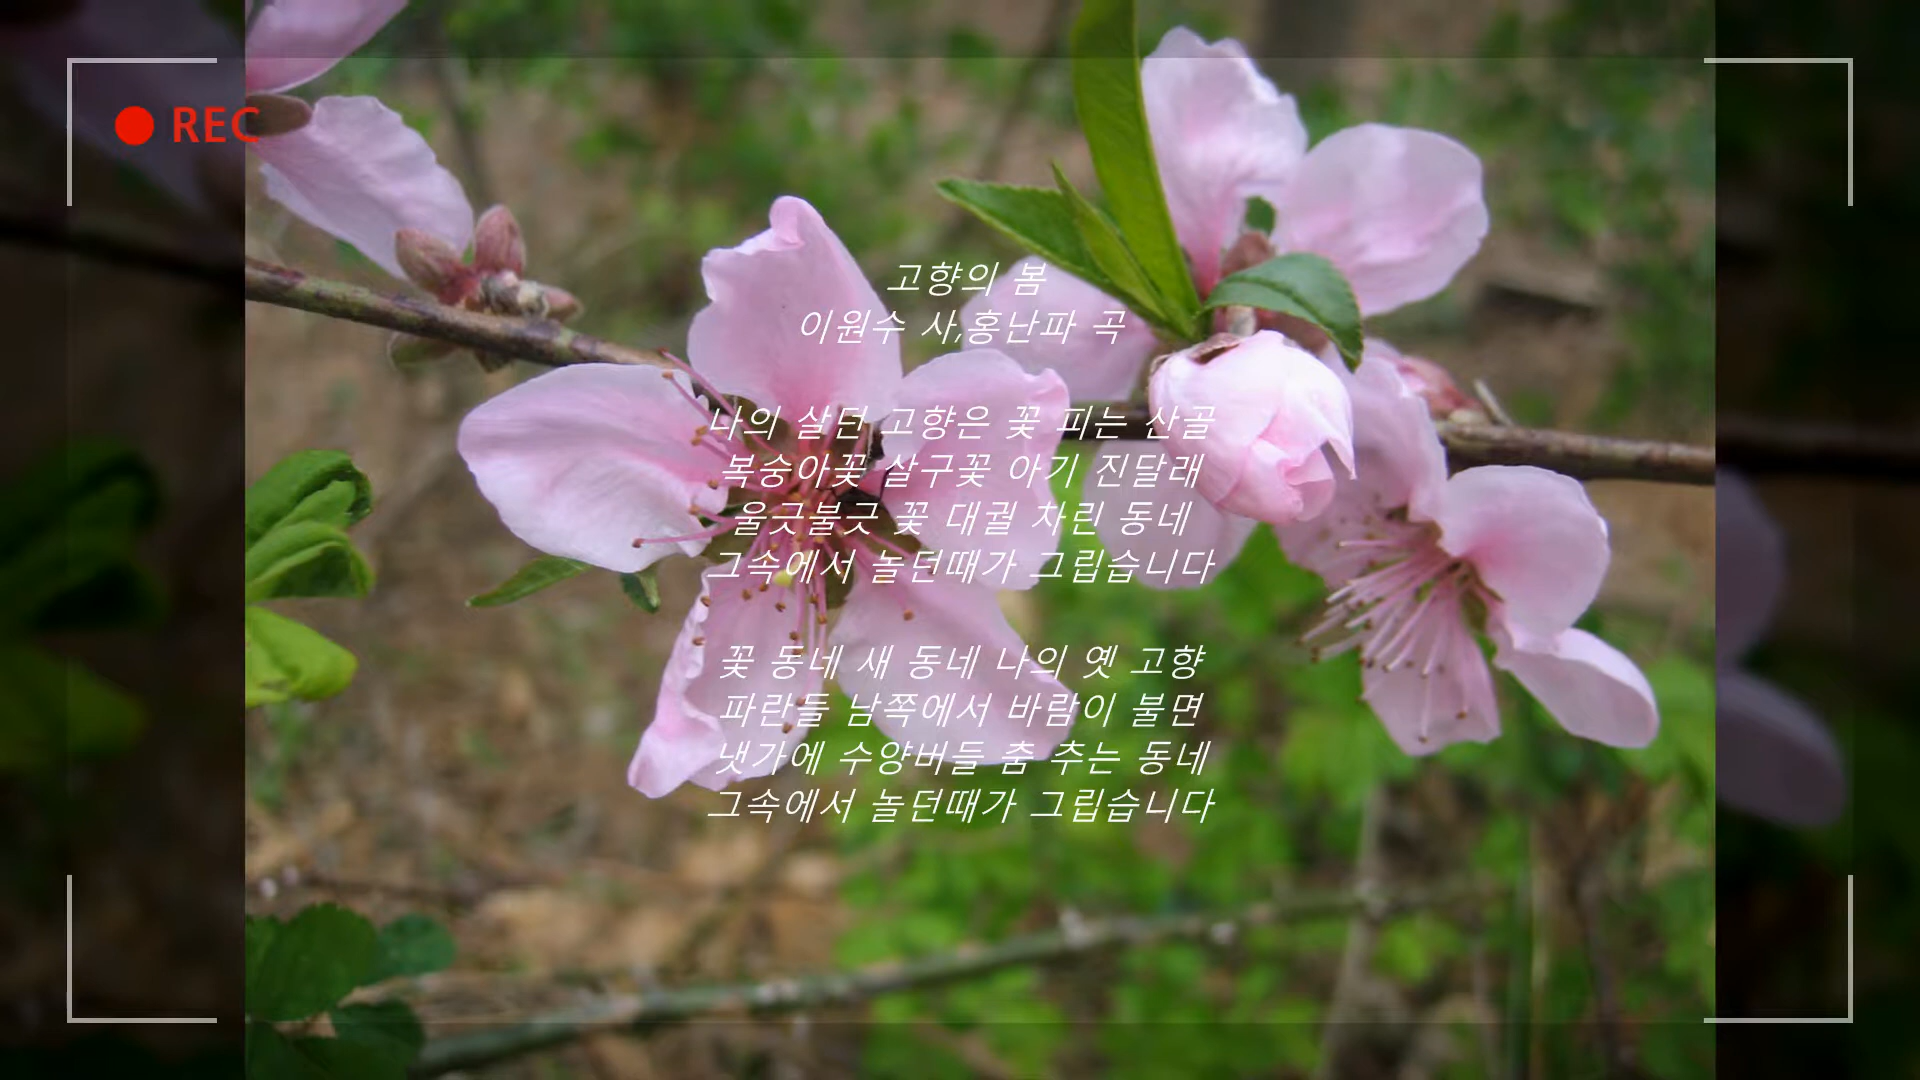 REC
고향의 봄
이원수 사,홍난파 곡
나의 살던 고향은 꽃 피는 산골
복숭아꽃 살구꽃 아기 진달래
울긋불긋 꽃 대궐 차린 동네
그속에서 놀던때가 그립습니다
꽃 동네 새 동네 나의 옛 고향
파란들 남쪽에서 바람이 불면
냇가에 수양버들 춤 추는 동네
그속에서 놀던때가 그립습니다